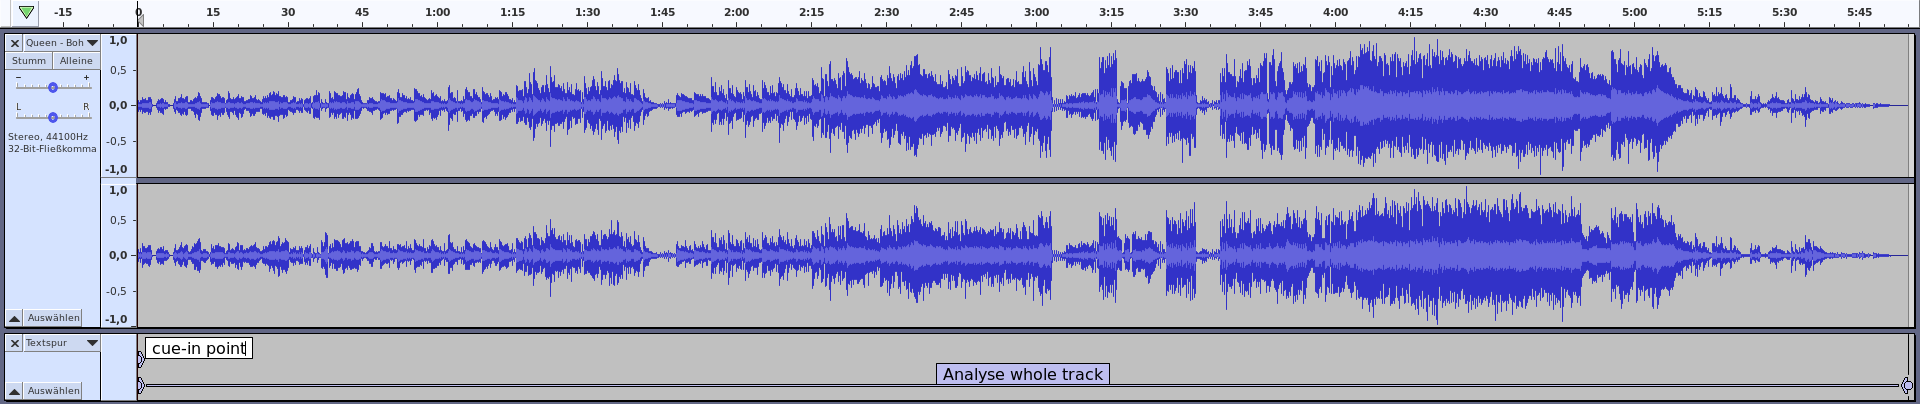 -15 0 15 30 45 1:00 1:15 1:30 1:45 2:00 2:15 2:30 2:45 3:00 3:15 3:30 3:45 4:00 4:15 4:30 4:45 5:00 5:15 5:30 5:45
Queen - Boh
Stumm Alleine
- +
L R
Stereo, 44100Hz
32-Bit-Fließkomma
Auswählen
1,0
0,5
0,0
-0,5
-1,0
1,0
0,5
0,0
-0,5
-1,0
Textspur
Auswählen
cue-in point
Analyse whole track